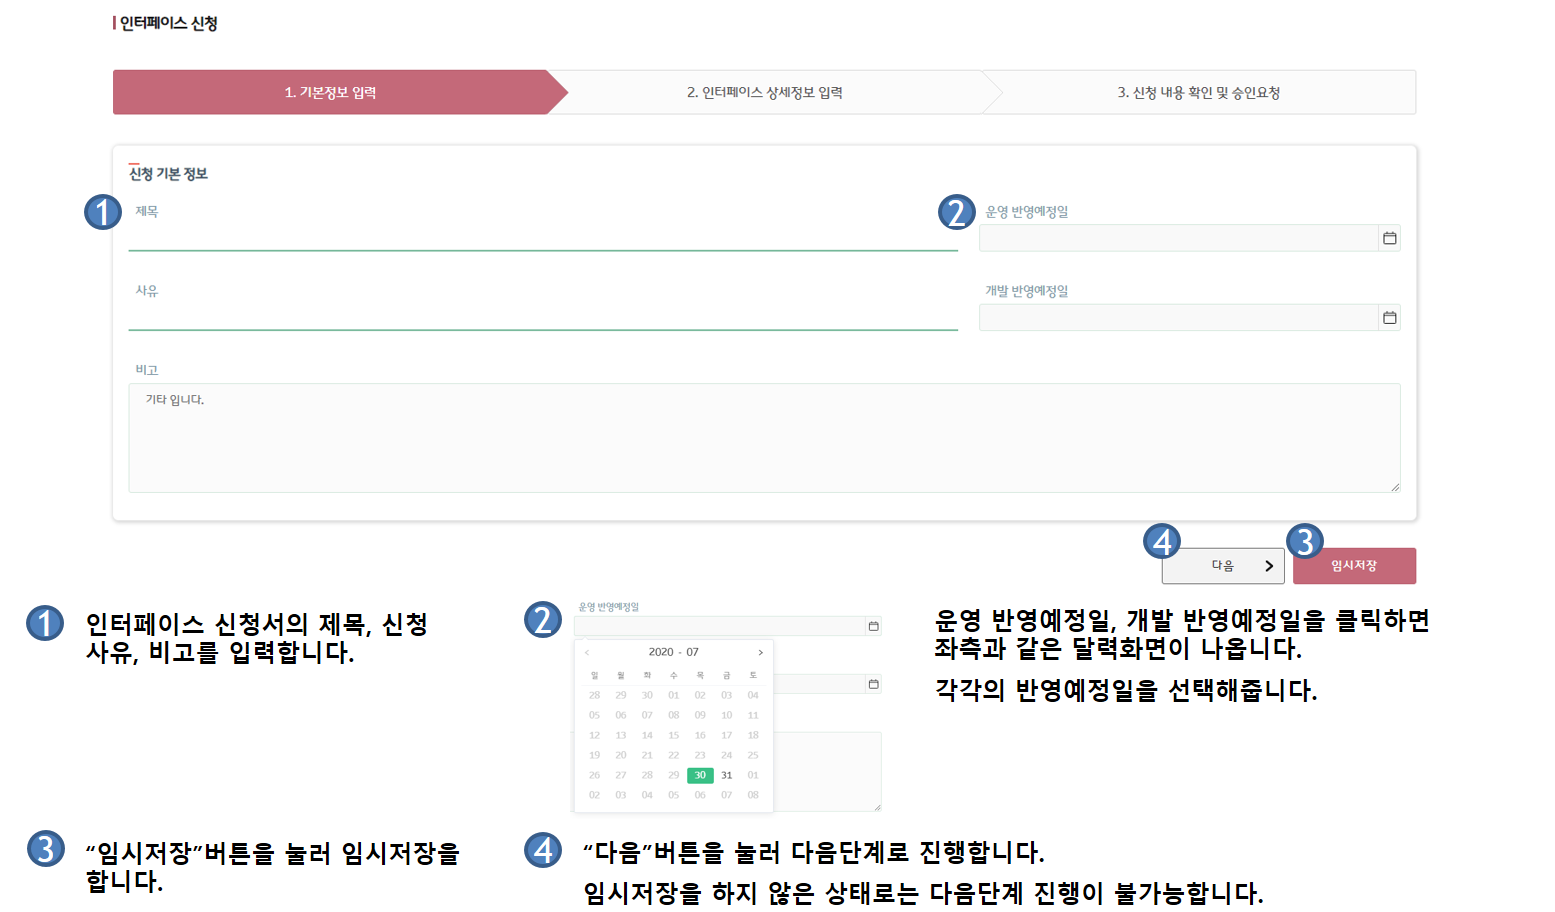 인터페이스 신청
1. 기본정보 입력
2. 인터페이스 상세정보 입력
3. 신청 내용 확인 및 승인요청
신청 기본 정보
1
제목
2
운영 반영예정일
사유
개발 반영예정일
비고
기타 입니다.
4
다음
3
임시저장
1
인터페이스 신청서의 제목, 신청
사유, 비고를 입력합니다.
2
운영 반영예정일
< 2020 - 07 >
일 월 화 수 목 금 토
28 29 30 01 02 03 04
05 06 07 08 09 10 11
12 13 14 15 16 17 18
19 20 21 22 23 24 25
26 27 28 29 30 31 01
02 03 04 05 06 07 08
운영 반영예정일, 개발 반영예정일을 클릭하면
좌측과 같은 달력화면이 나옵니다.
각각의 반영예정일을 선택해줍니다.
3
“임시저장”버튼을 눌러 임시저장을
합니다.
4
“다음”버튼을 눌러 다음단계로 진행합니다.
임시저장을 하지 않은 상태로는 다음단계 진행이 불가능합니다.